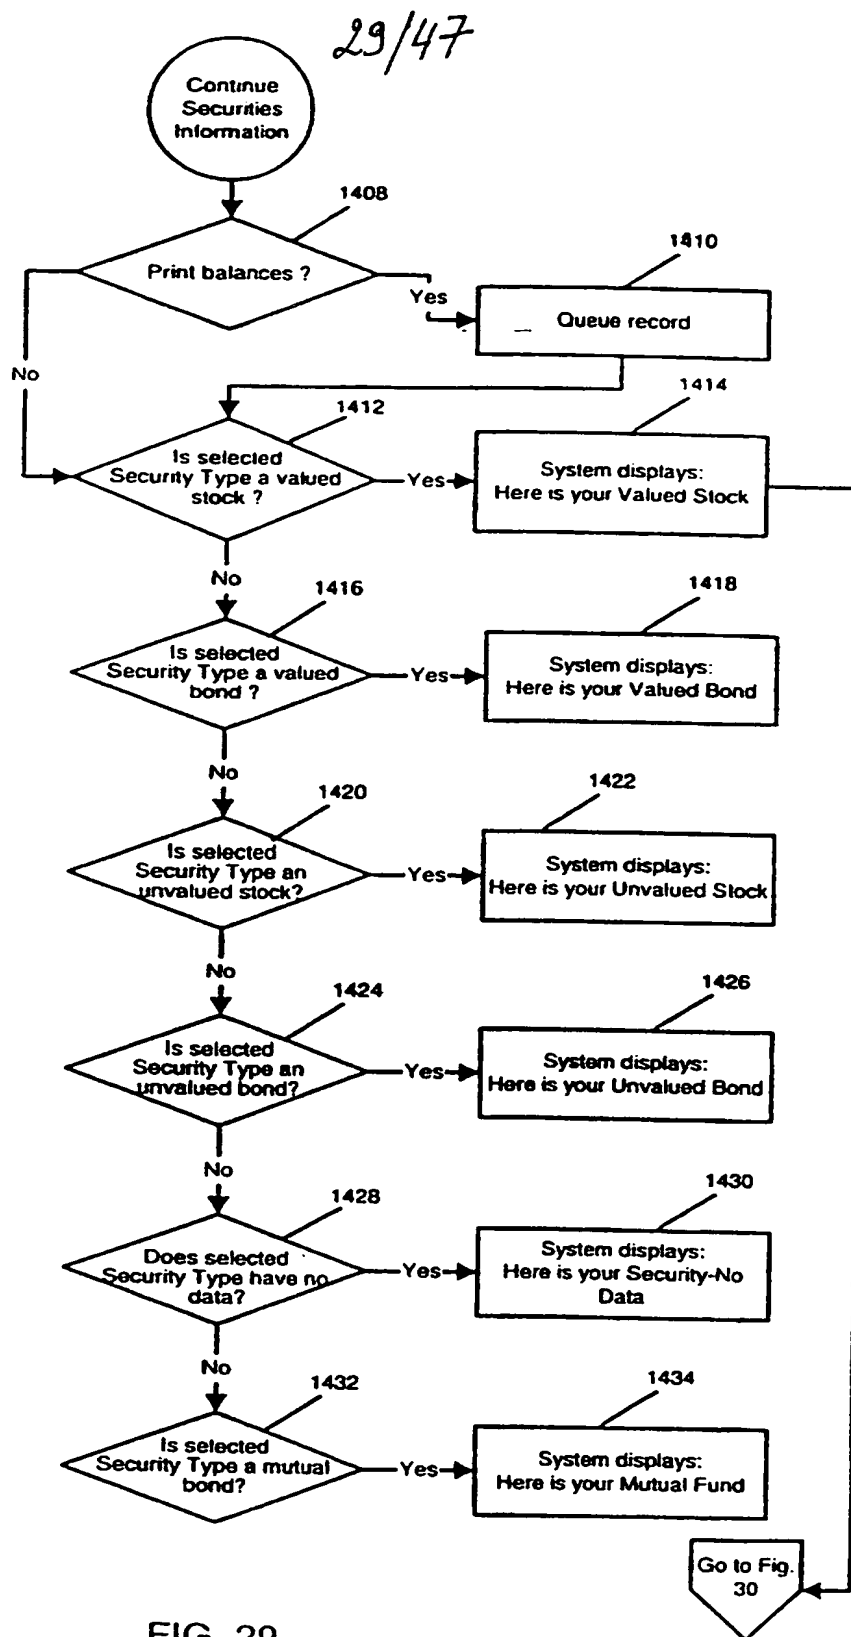 29/47
Continue
Securities
Information
1408
Print balances ?
Yes
1410
Queue record
No
1412
Is selected
Security Type a valued
stock ?
Yes
1414
System displays:
Here is your Valued Stock
No
1416
Is selected
Security Type a valued
bond ?
Yes
1418
System displays:
Here is your Valued Bond
No
1420
Is selected
Security Type an
unvalued stock?
Yes
1422
System displays:
Here is your Unvalued Stock
No
1424
Is selected
Security Type an
unvalued bond?
Yes
1426
System displays:
Here is your Unvalued Bond
No
1428
Does selected
Security Type have no
data?
Yes
1430
System displays:
Here is your Security-No
Data
No
1432
Is selected
Security Type a mutual
bond?
Yes
1434
System displays:
Here is your Mutual Fund
Go to Fig.
30
FIG. 29